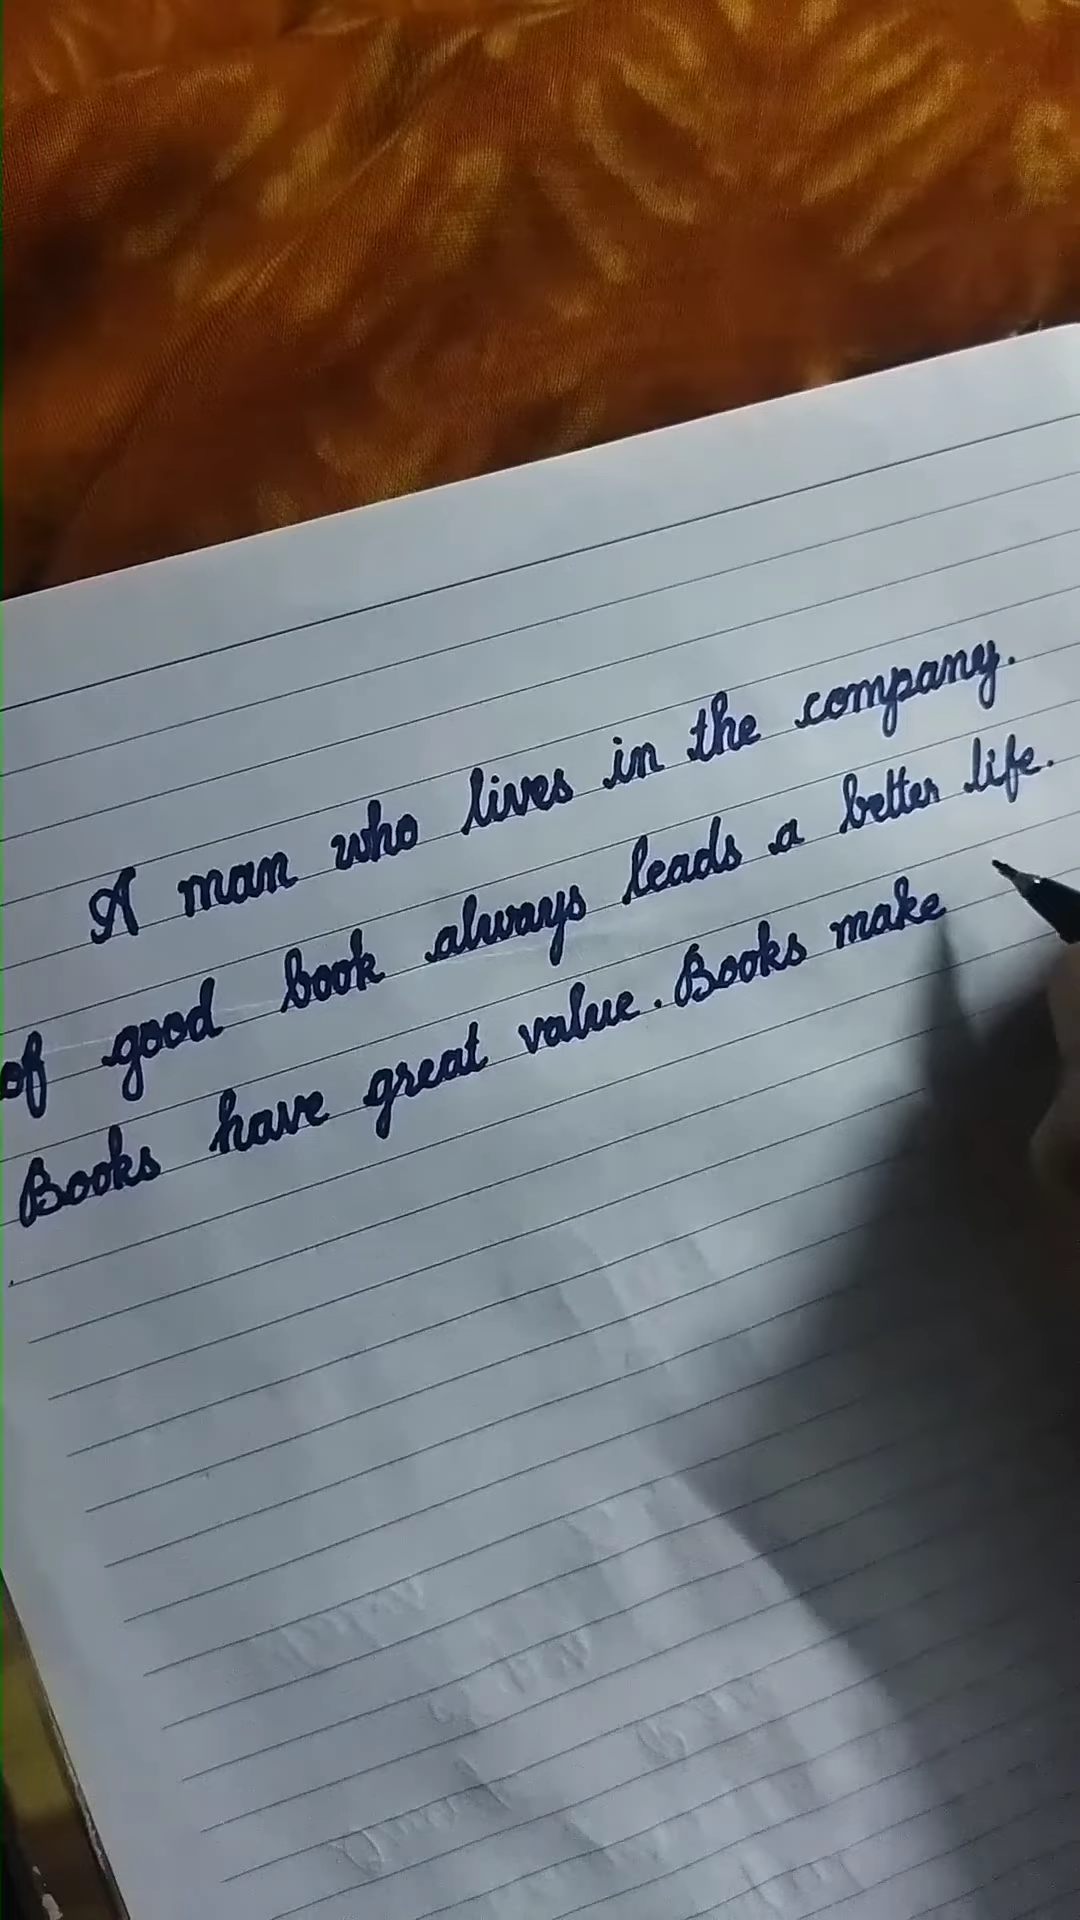 A man who lives in the company.
of good book always leads a better life.
Books have great value. Books make